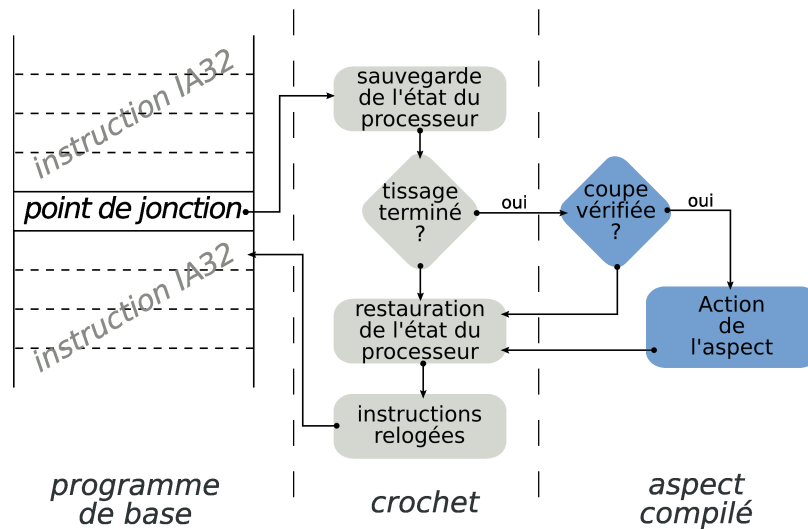 instruction IA32
point de jonction
instruction IA32
sauvegarde
de l'état du
processeur
tissage
terminé
?
oui
coupe
vérifiée
?
oui
restauration
de l'état du
processeur
Action
de
l'aspect
instructions
relogées
programme
de base
crochet
aspect
compilé